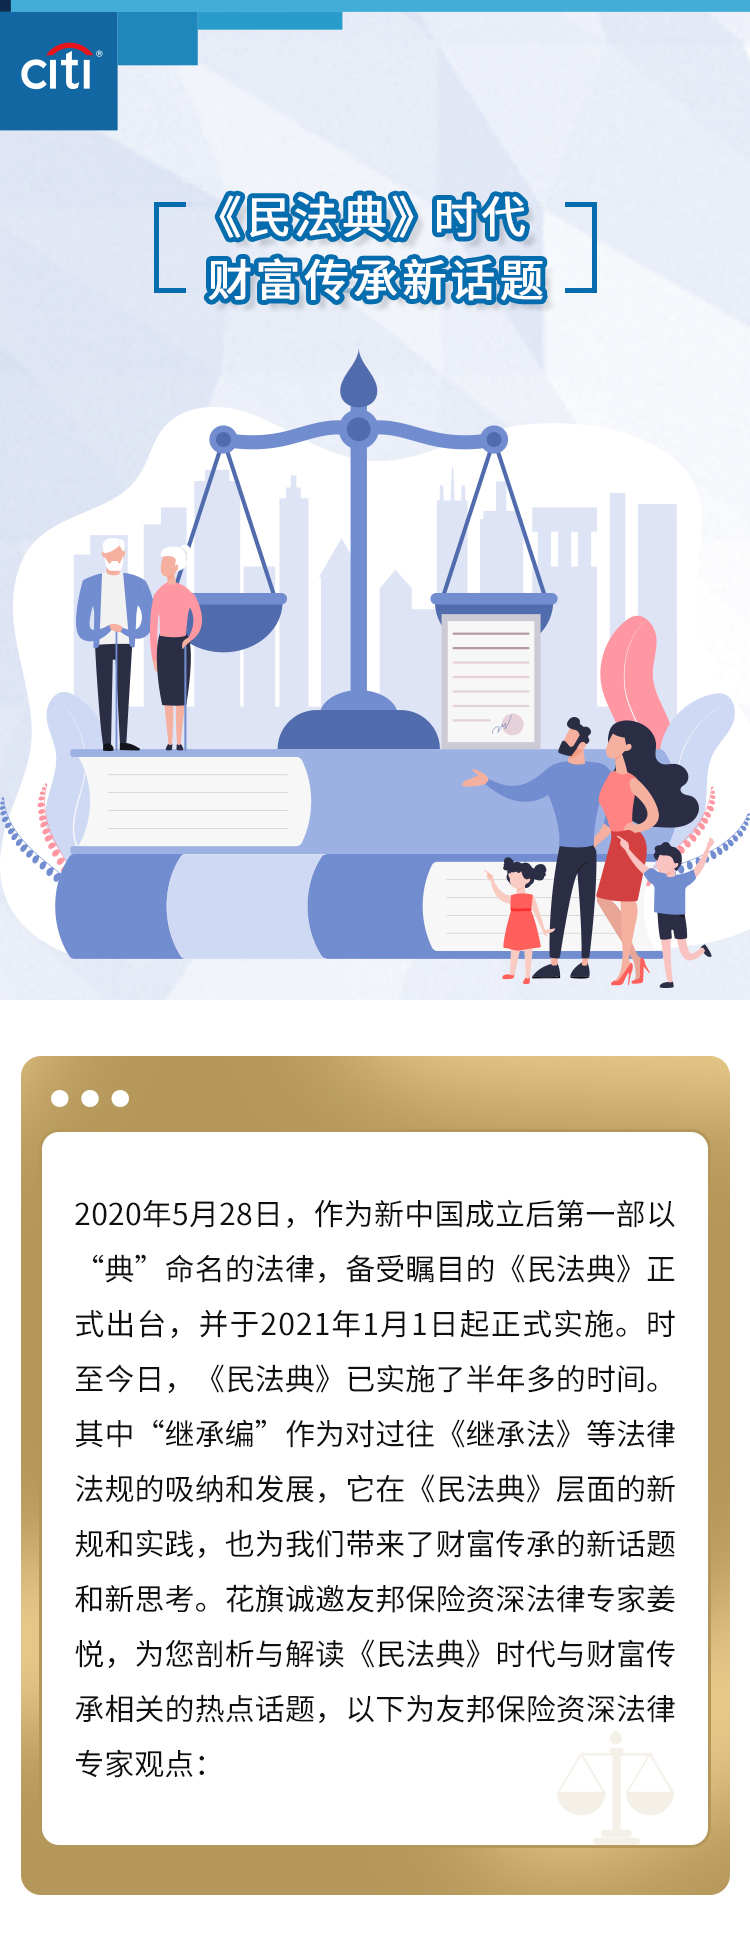 citi®
《民法典》时代
财富传承新话题
2020年5月28日，作为新中国成立后第一部以
“典”命名的法律，备受瞩目的《民法典》正
式出台，并于2021年1月1日起正式实施。时
至今日，《民法典》已实施了半年多的时间。
其中“继承编”作为对过往《继承法》等法律
法规的吸纳和发展，它在《民法典》层面的新
规和实践，也为我们带来了财富传承的新话题
和新思考。花旗诚邀友邦保险资深法律专家姜
悦，为您剖析与解读《民法典》时代与财富传
承相关的热点话题，以下为友邦保险资深法律
专家观点：